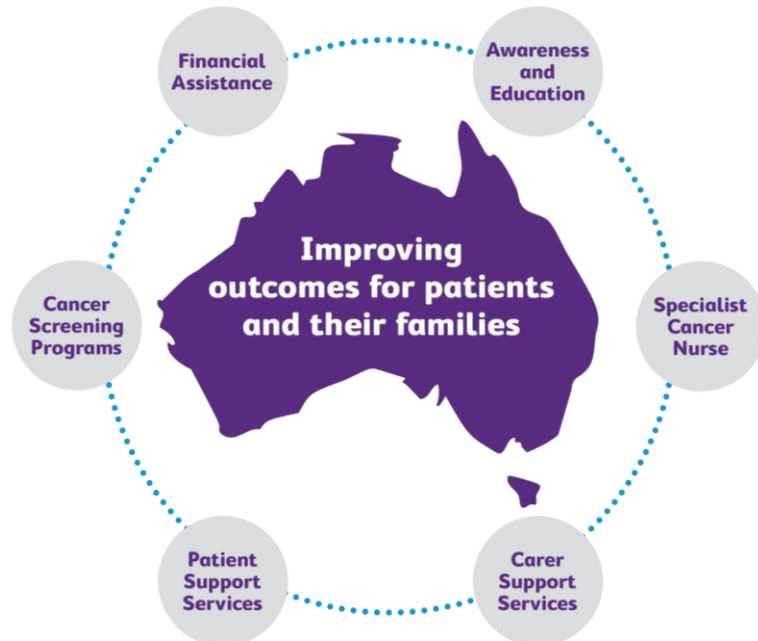 Financial
Assistance
Awareness
and
Education
Improving
outcomes for patients
and their families
Cancer
Screening
Programs
Specialist
Cancer
Nurse
Patient
Support
Services
Carer
Support
Services